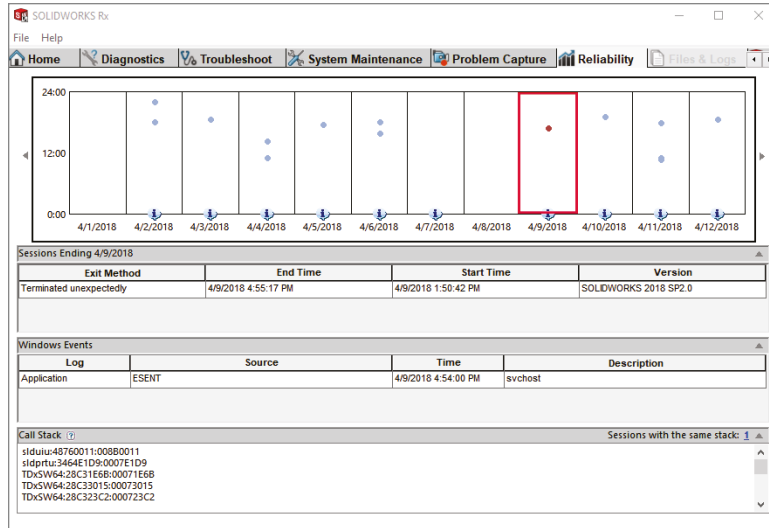 SOLIDWORKS Rx
File Help
Home Diagnostics Troubleshoot System Maintenance Problem Capture Reliability Files & Logs
24:00
12:00
0:00
4/1/2018 4/2/2018 4/3/2018 4/4/2018 4/5/2018 4/6/2018 4/7/2018 4/8/2018 4/9/2018 4/10/2018 4/11/2018 4/12/2018
Sessions Ending 4/9/2018
Exit Method End Time Start Time Version
Terminated unexpectedly 4/9/2018 4:55:17 PM 4/9/2018 1:50:42 PM SOLIDWORKS 2018 SP2.0
Windows Events
Log Source Time Description
Application ESENT 4/9/2018 4:54:00 PM svchost
Call Stack ? Sessions with the same stack: 1
slduiu:48760011:008B0011
sldprtu:3464E1D9:0007E1D9
TDxSW64:28C31E6B:00071E6B
TDxSW64:28C33015:00073015
TDxSW64:28C323C2:000723C2